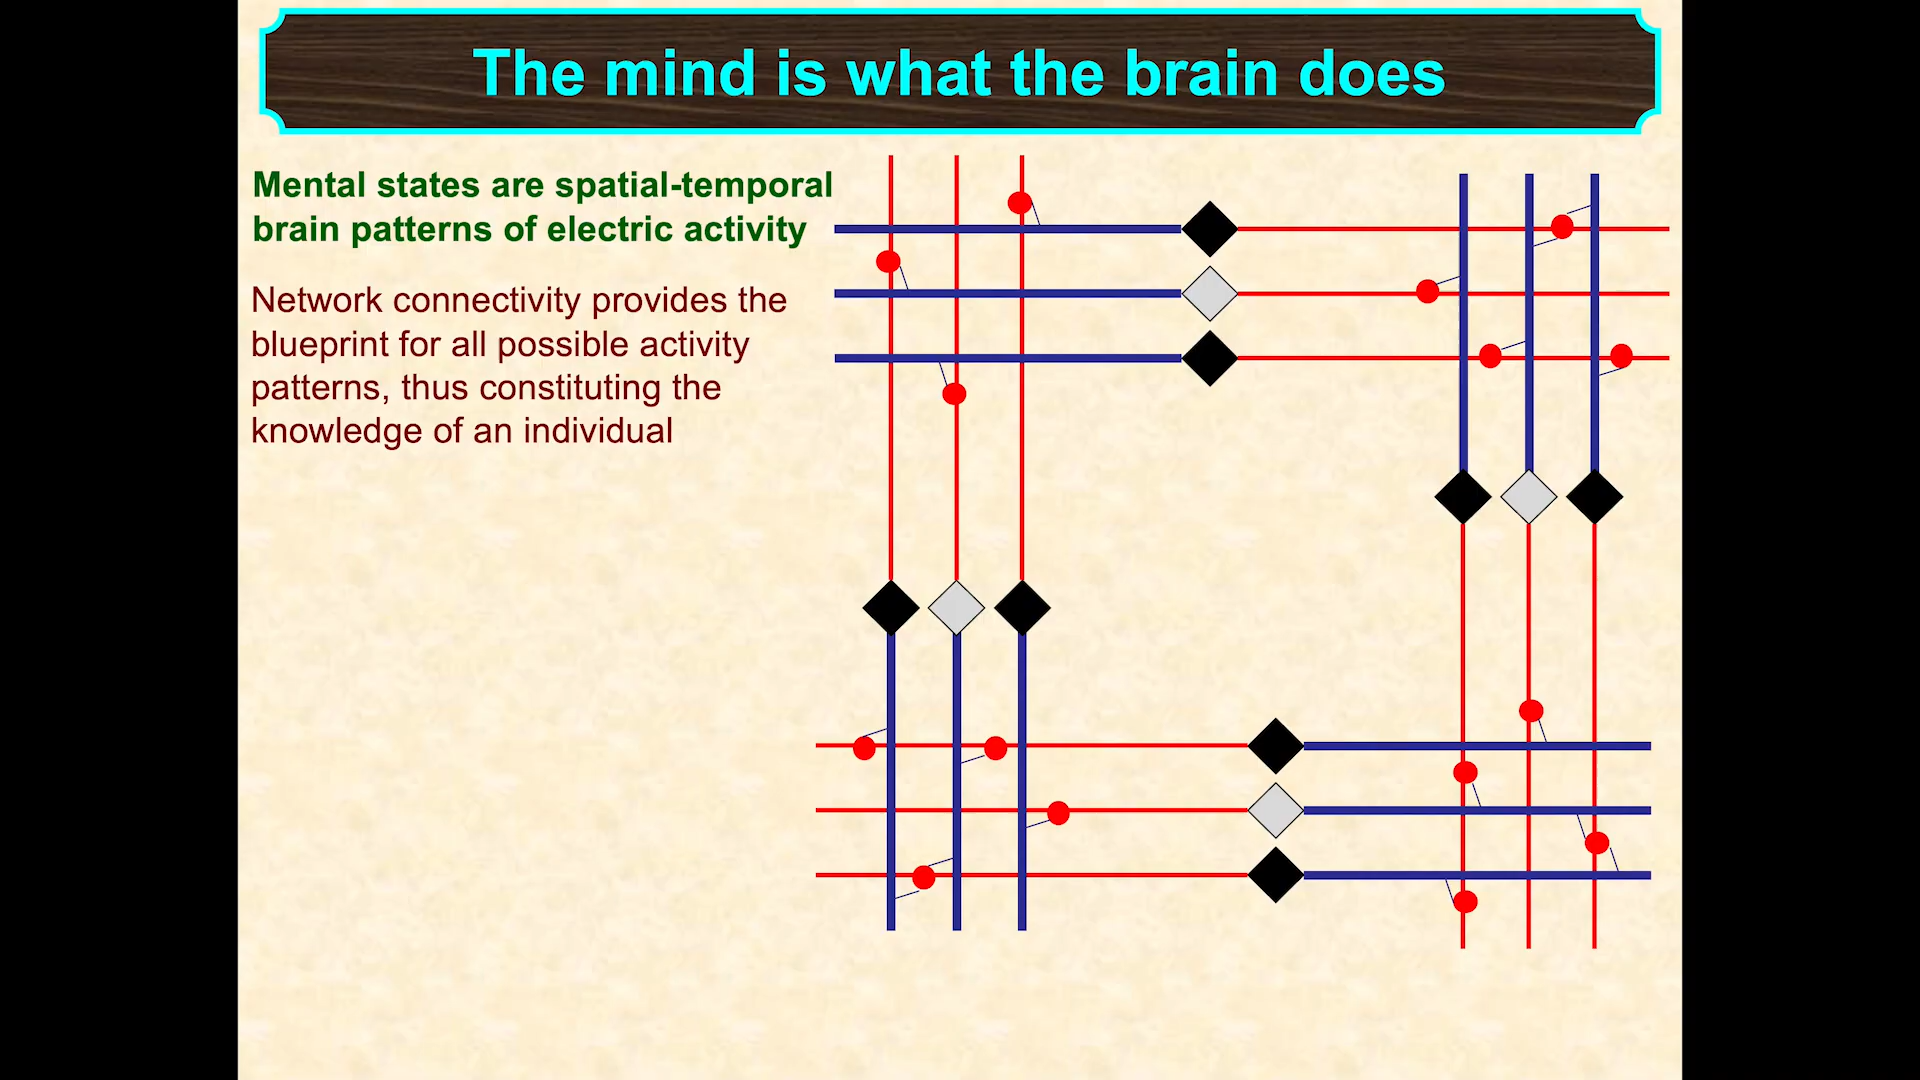 The mind is what the brain does
Mental states are spatial-temporal
brain patterns of electric activity
Network connectivity provides the
blueprint for all possible activity
patterns, thus constituting the
knowledge of an individual